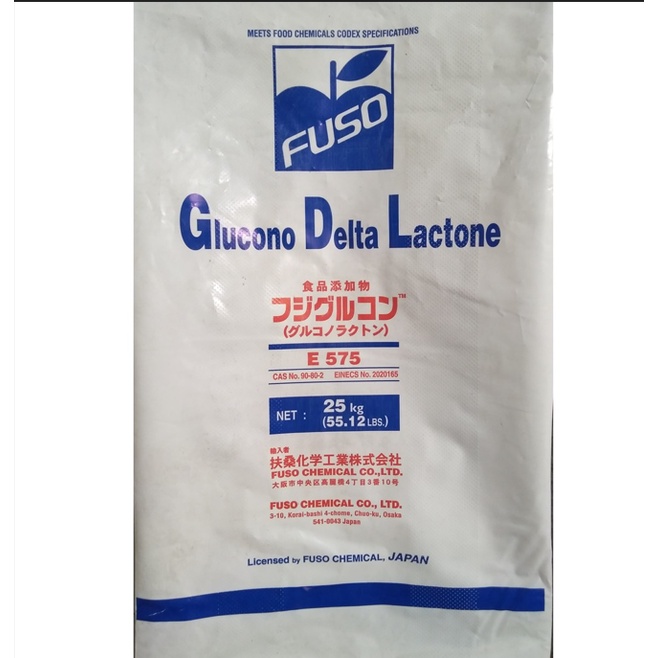 MEETS FOOD CHEMICALS CODEX SPECIFICATIONS
FUSO
Glucono Delta Lactone
食品添加物
フジグルコン™
(グルコノラクトン)
E 575
CAS No. 90-80-2 EINECS No. 2020165
NET : 25 kg
(55.12 LBS.)
輸入者
扶桑化学工業株式会社
FUSO CHEMICAL CO.,LTD.
大阪市中央区高麗橋4丁目3番10号
FUSO CHEMICAL CO., LTD.
3-10, Korai-bashi 4-chome, Chuo-ku, Osaka
541-0043 Japan
Licensed by FUSO CHEMICAL, JAPAN